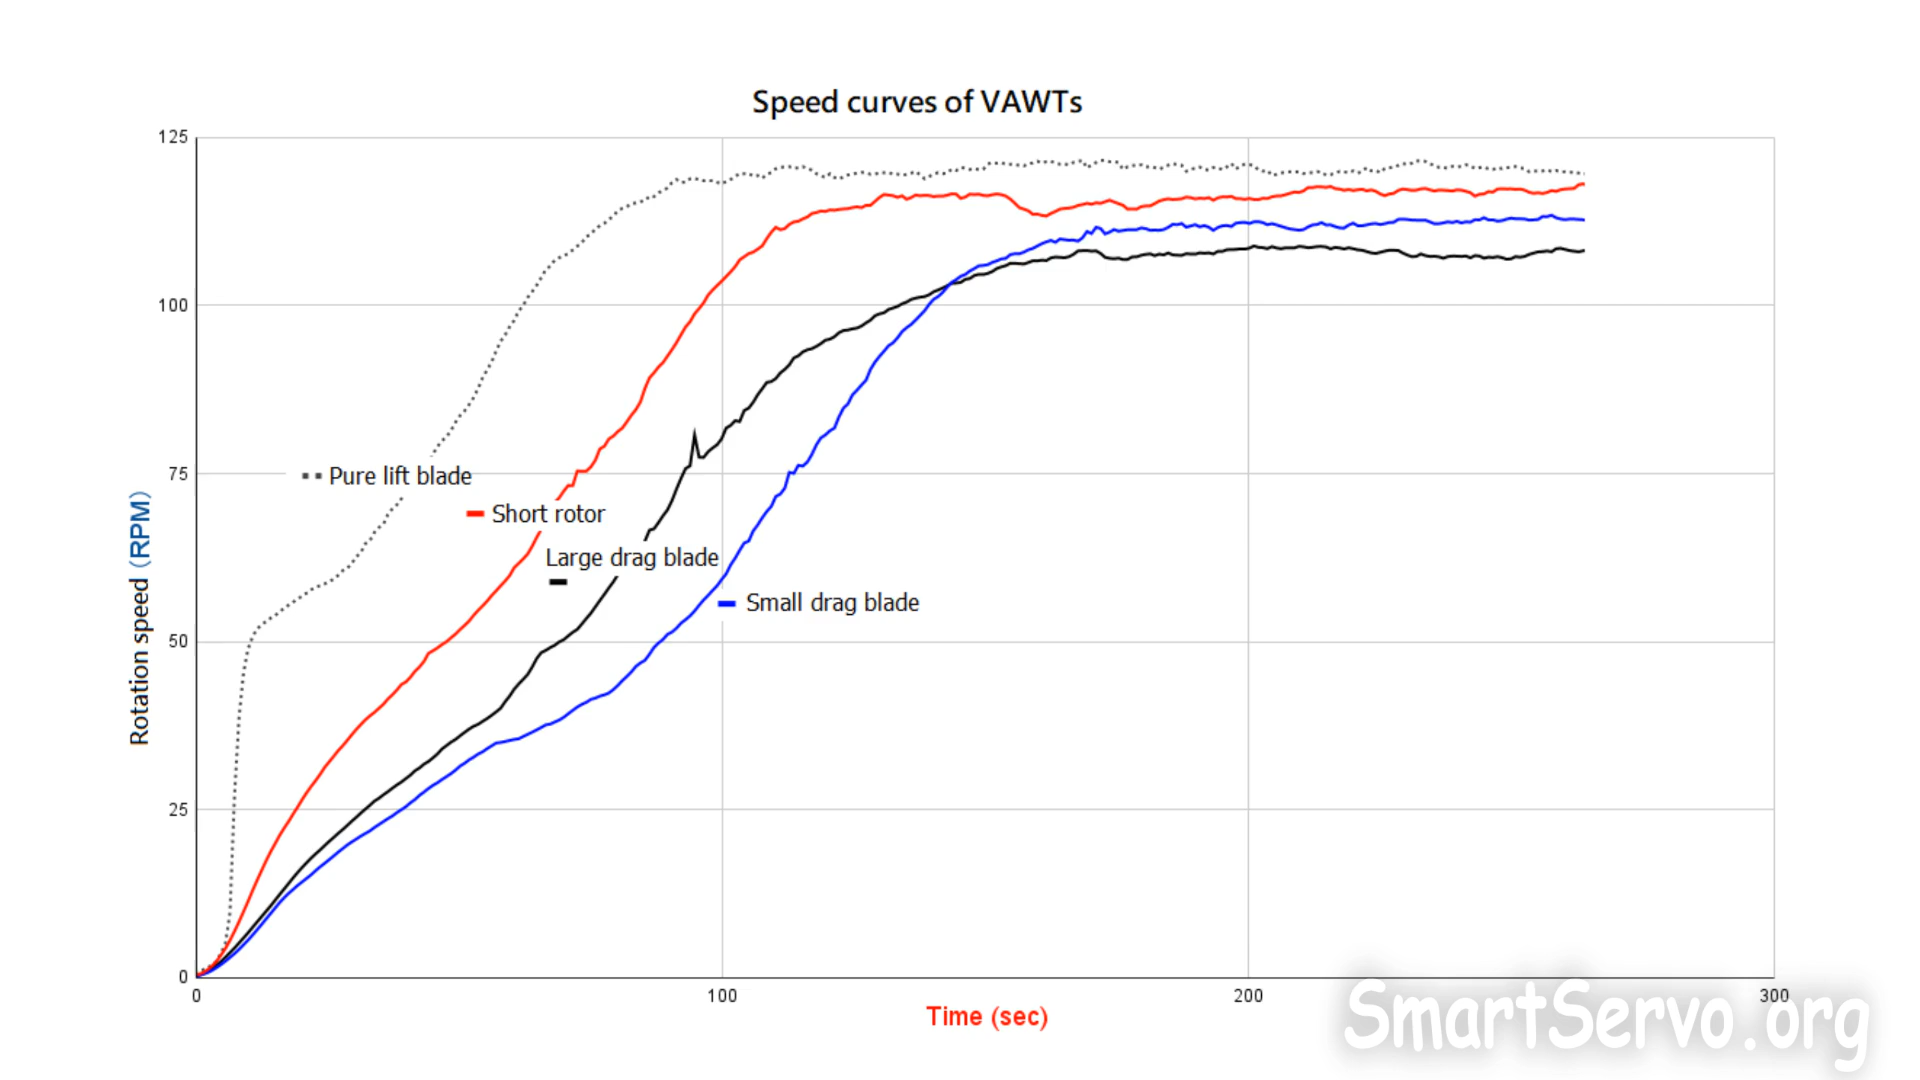 Speed curves of VAWTs
125
100
75
50
25
0
Rotation speed (RPM)
Pure lift blade
Short rotor
Large drag blade
Small drag blade
0
100
200
300
Time (sec)
SmartServo.org